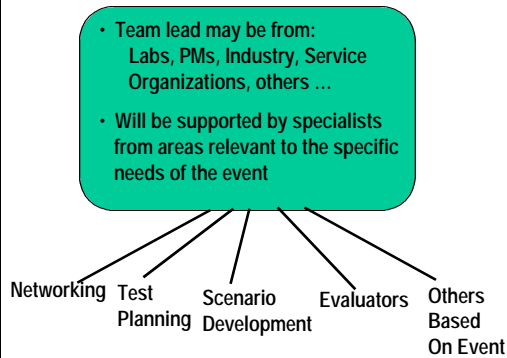 • Team lead may be from:
Labs, PMs, Industry, Service
Organizations, others ...
• Will be supported by specialists
from areas relevant to the specific
needs of the event
Networking
Test
Planning
Scenario
Development
Evaluators
Others
Based
On Event